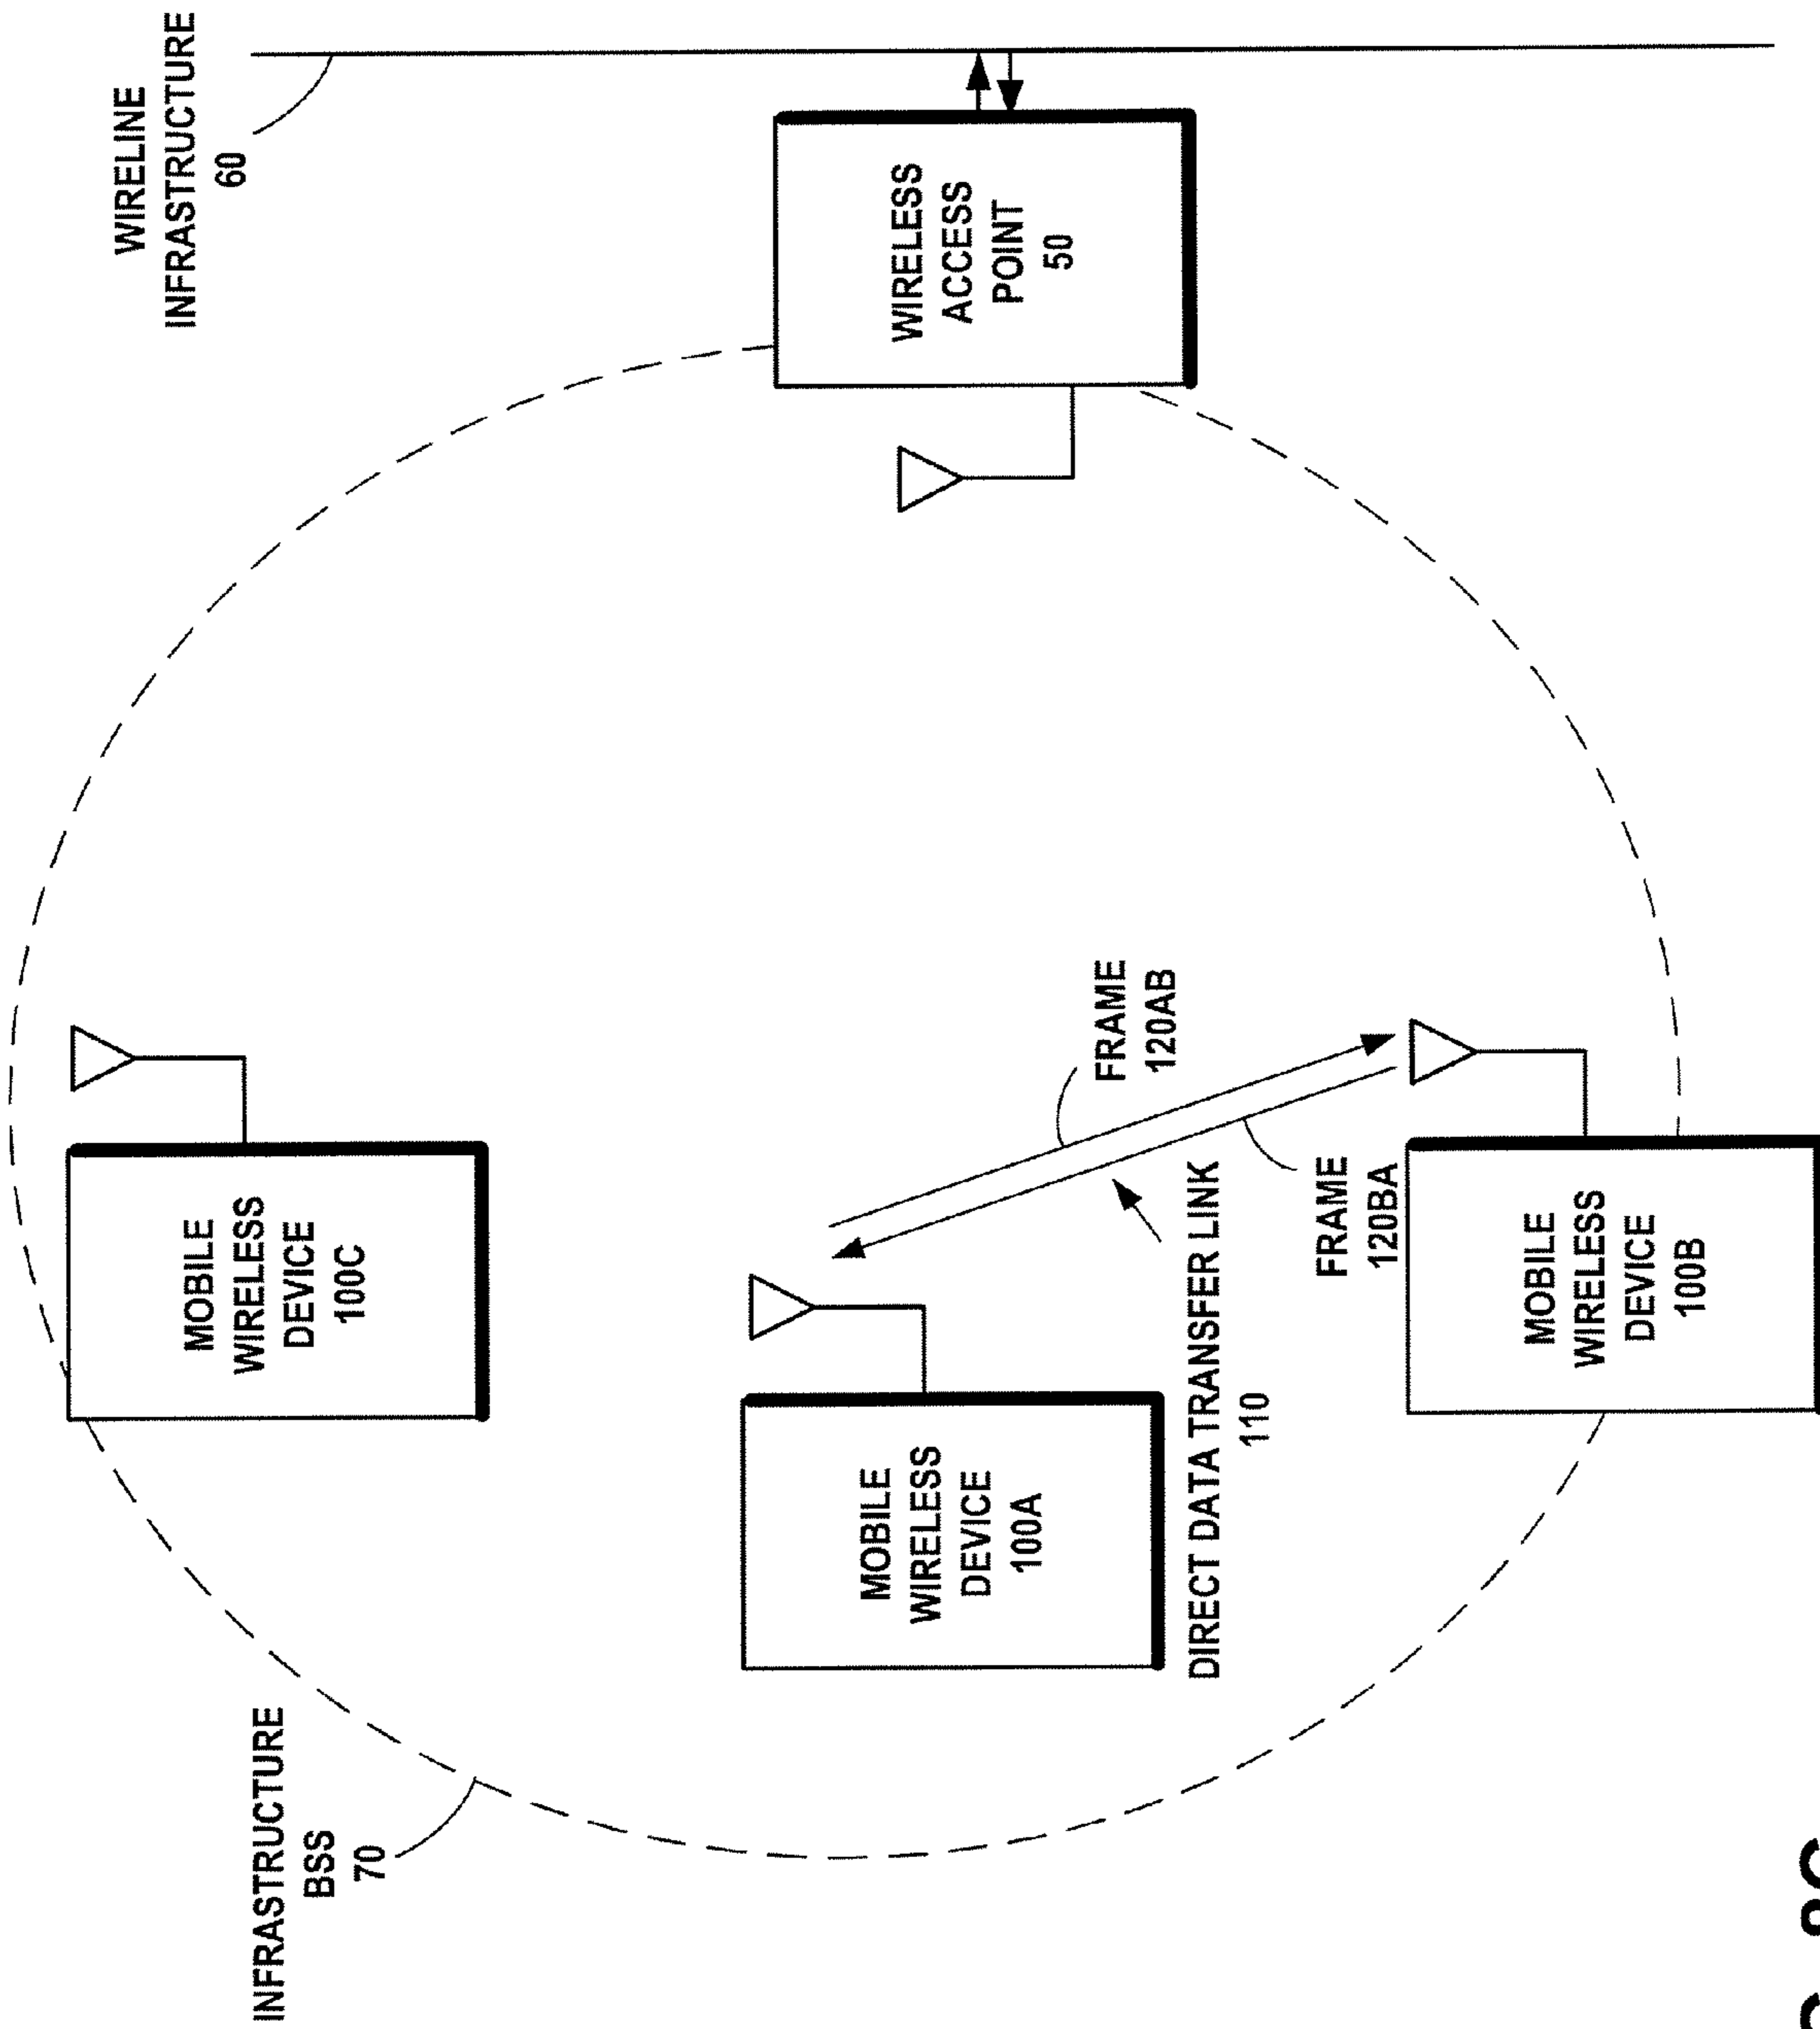 WIRELINE
INFRASTRUCTURE
60
MOBILE
WIRELESS
DEVICE
100C
INFRASTRUCTURE
BSS
70
MOBILE
WIRELESS
DEVICE
100A
WIRELESS
ACCESS
POINT
50
FRAME
120AB
DIRECT DATA TRANSFER LINK
110
FRAME
120BA
MOBILE
WIRELESS
DEVICE
100B